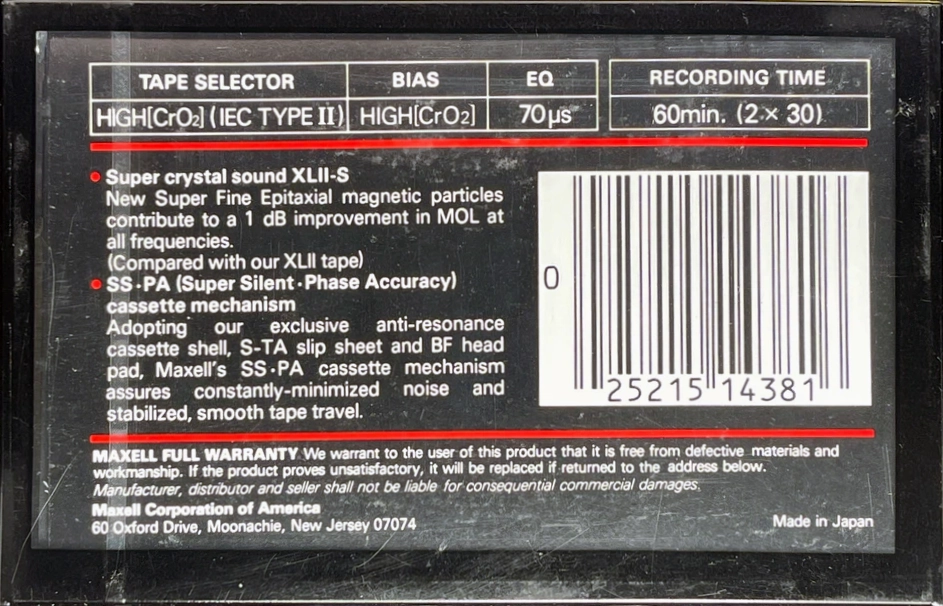 TAPE SELECTOR BIAS EQ RECORDING TIME
HIGH[CrO₂] (IEC TYPE II) HIGH[CrO₂] 70µs 60min. (2 × 30)
Super crystal sound XLII-S
New Super Fine Epitaxial magnetic particles
contribute to a 1 dB improvement in MOL at
all frequencies.
(Compared with our XLII tape)
SS·PA (Super Silent·Phase Accuracy)
cassette mechanism
Adopting our exclusive anti-resonance
cassette shell, S-TA slip sheet and BF head
pad, Maxell's SS·PA cassette mechanism
assures constantly-minimized noise and
stabilized, smooth tape travel.
0 25215 14381
MAXELL FULL WARRANTY We warrant to the user of this product that it is free from defective materials and
workmanship. If the product proves unsatisfactory, it will be replaced if returned to the address below.
Manufacturer, distributor and seller shall not be liable for consequential commercial damages.
Maxell Corporation of America
60 Oxford Drive, Moonachie, New Jersey 07074
Made in Japan